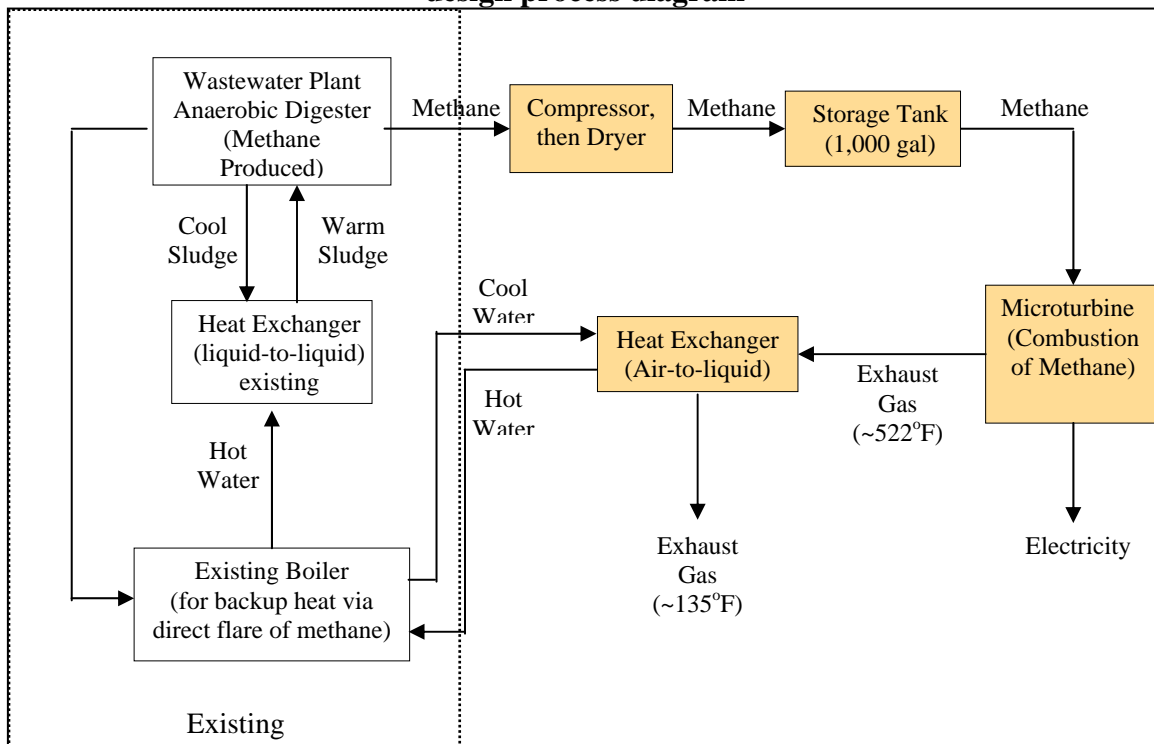 design process diagram
Wastewater Plant
Anaerobic Digester
(Methane
Produced)
Methane
Compressor,
then Dryer
Methane
Storage Tank
(1,000 gal)
Methane
Cool
Sludge
Warm
Sludge
Heat Exchanger
(liquid-to-liquid)
existing
Cool
Water
Heat Exchanger
(Air-to-liquid)
Microturbine
(Combustion
of Methane)
Exhaust
Gas
(~522°F)
Hot
Water
Hot
Water
Exhaust
Gas
(~135°F)
Electricity
Existing Boiler
(for backup heat via
direct flare of methane)
Existing